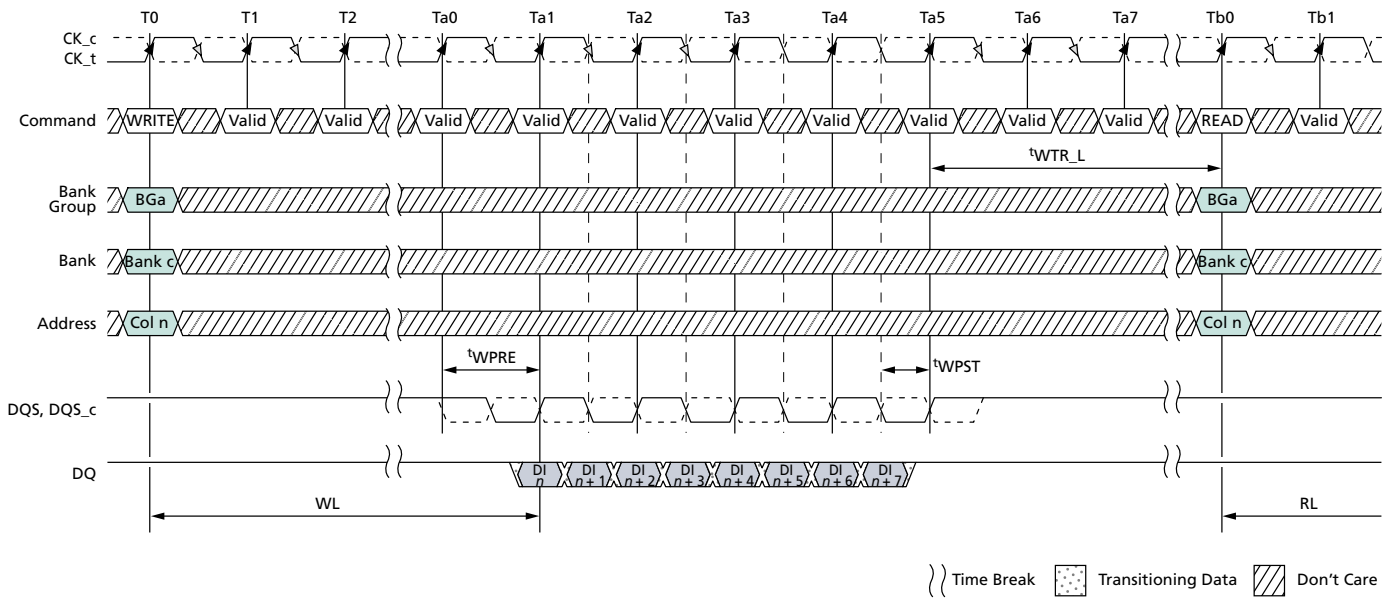 T0 T1 T2 Ta0 Ta1 Ta2 Ta3 Ta4 Ta5 Ta6 Ta7 Tb0 Tb1
CK_c
CK_t
Command WRITE Valid Valid Valid Valid Valid Valid Valid Valid Valid Valid READ Valid
tWTR_L
Bank
Group BGa BGa
Bank Bank c Bank c
Address Col n Col n
tWPRE tWPST
DQS, DQS_c
DQ DI DI DI DI DI DI DI DI
n n + 1 n + 2 n + 3 n + 4 n + 5 n + 6 n + 7
WL RL
Time Break Transitioning Data Don't Care